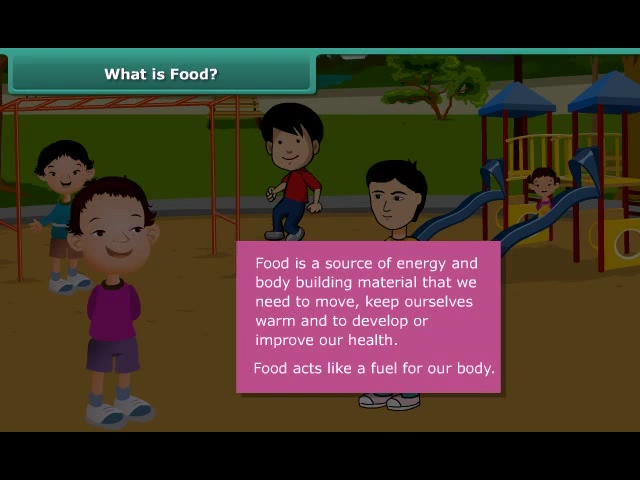 What is Food?
Food is a source of energy and
body building material that we
need to move, keep ourselves
warm and to develop or
improve our health.
Food acts like a fuel for our body.